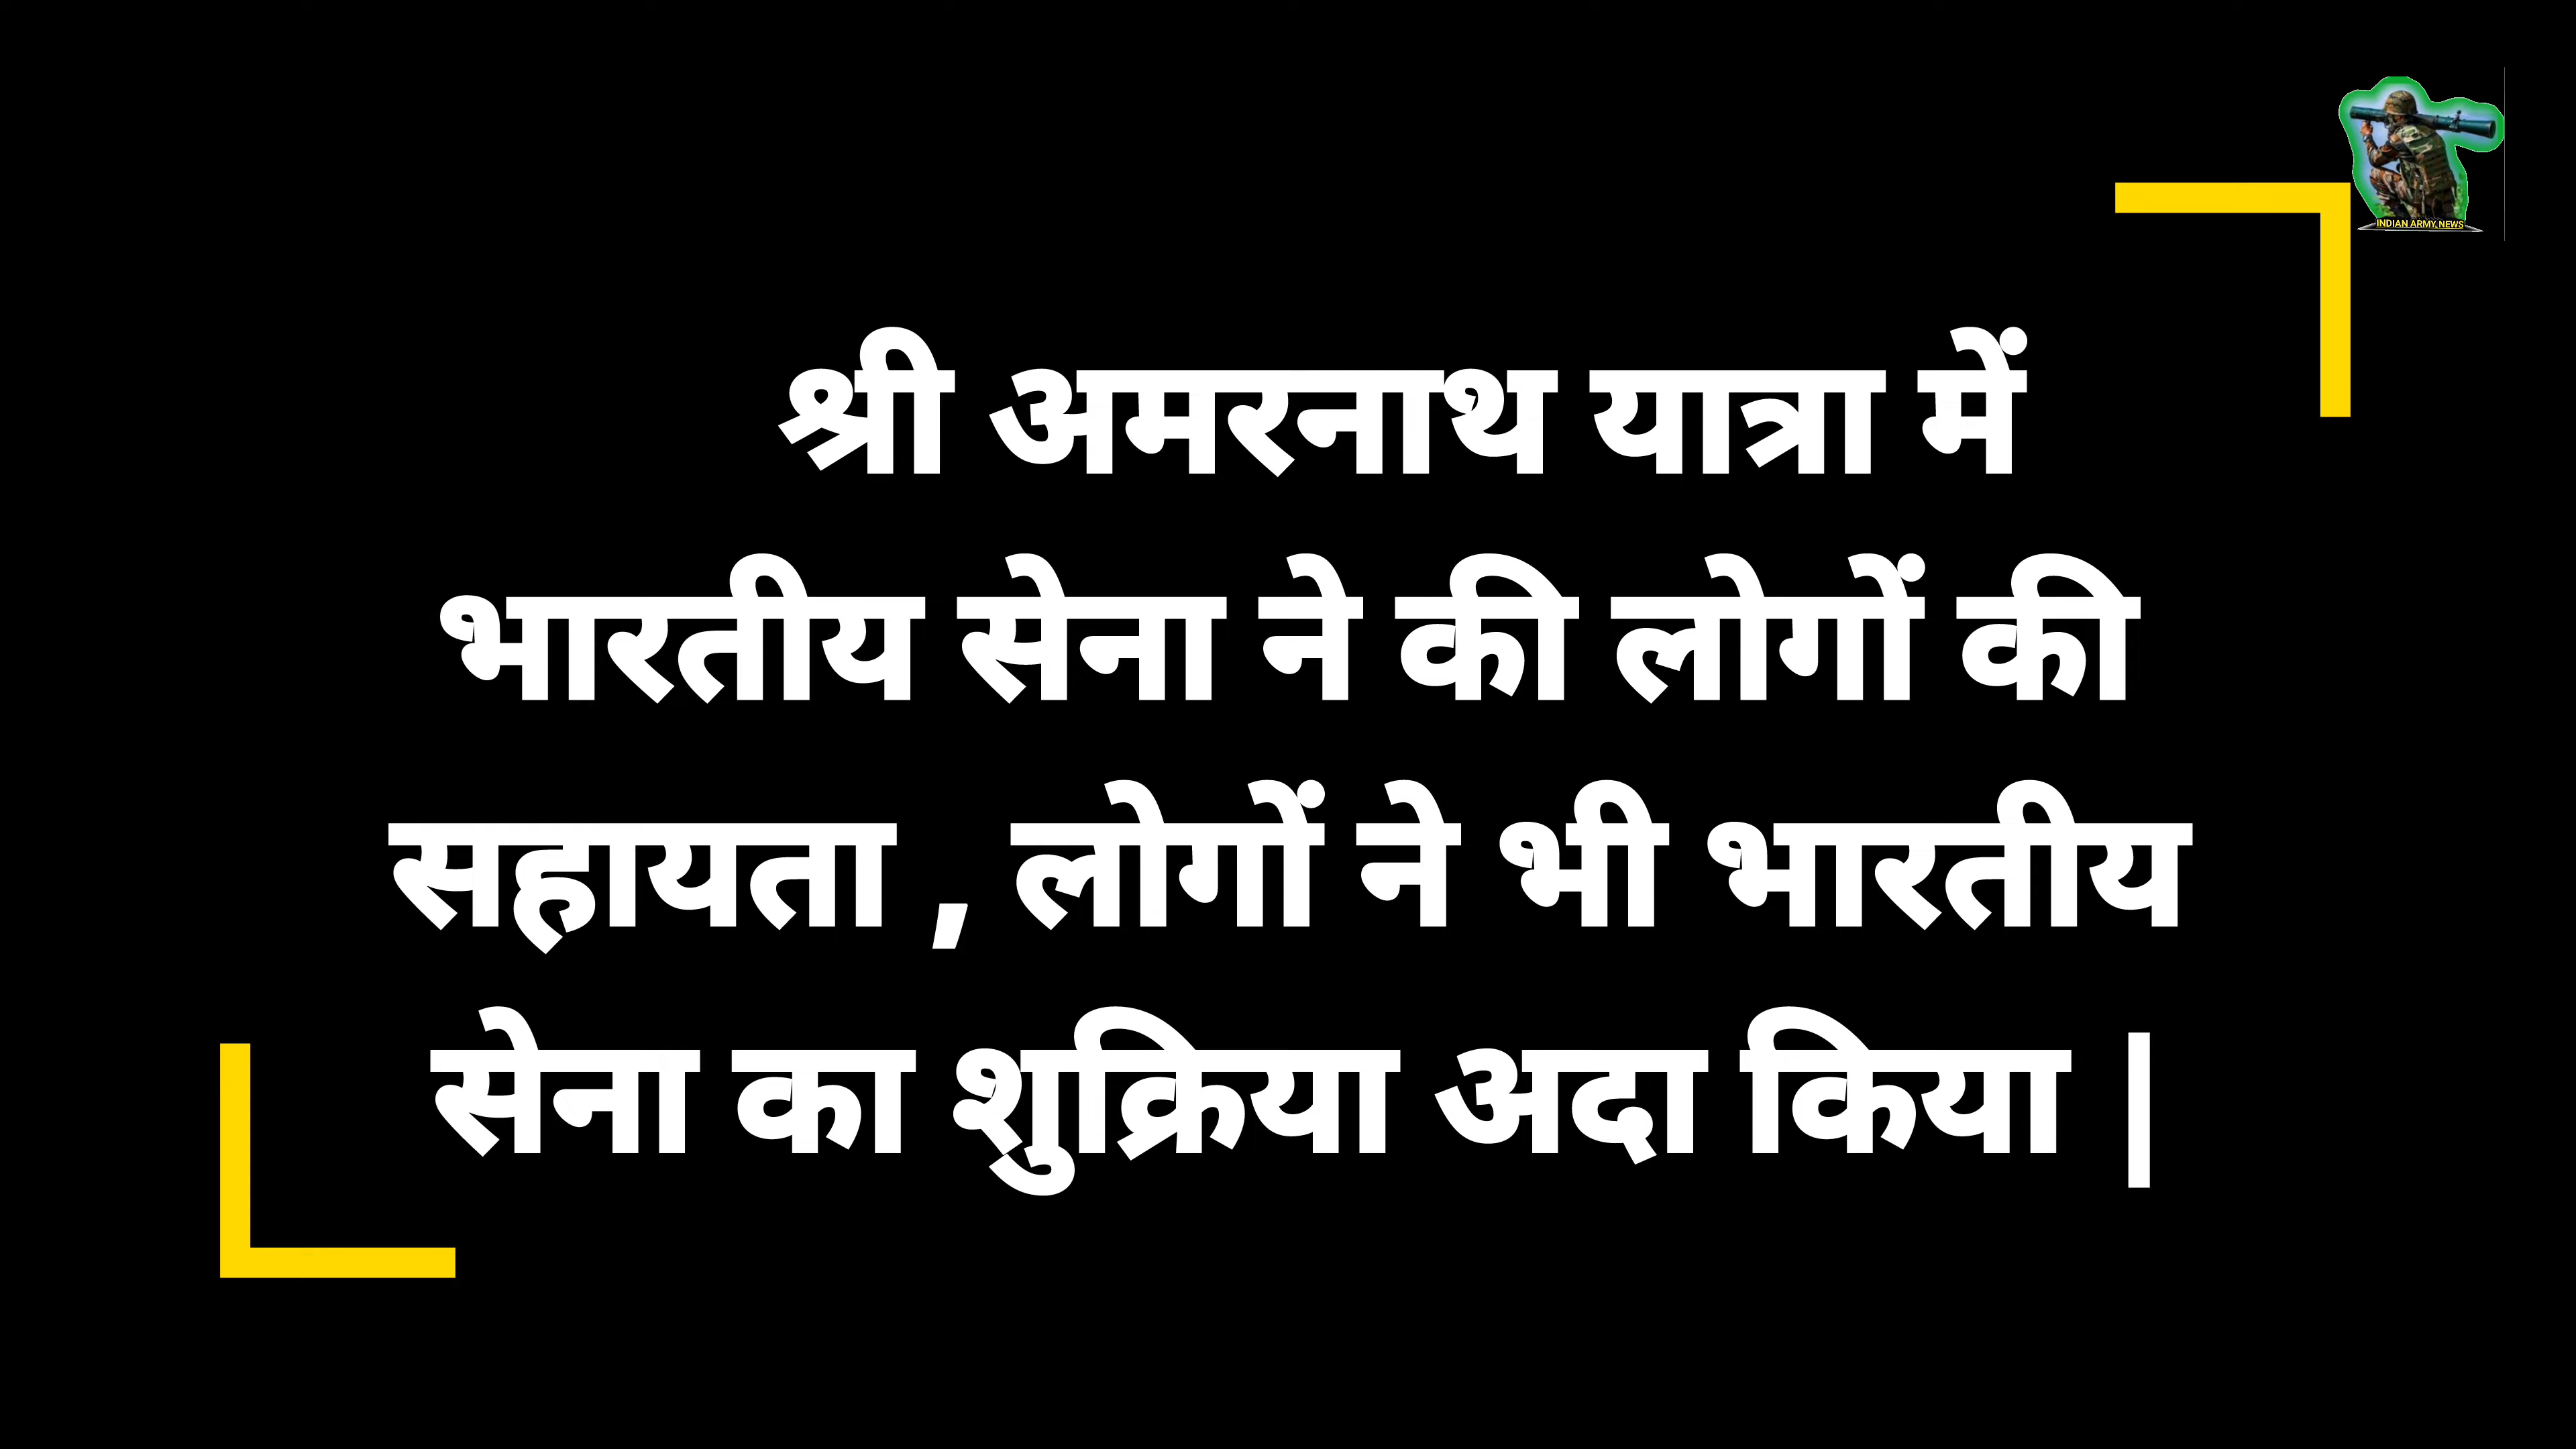 INDIAN ARMY NEWS
श्री अमरनाथ यात्रा में
भारतीय सेना ने की लोगों की
सहायता , लोगों ने भी भारतीय
सेना का शुक्रिया अदा किया |